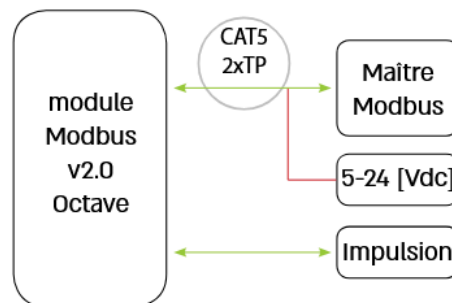 module
Modbus
v2.0
Octave
CAT5
2xTP
Maître
Modbus
5-24 [Vdc]
Impulsion